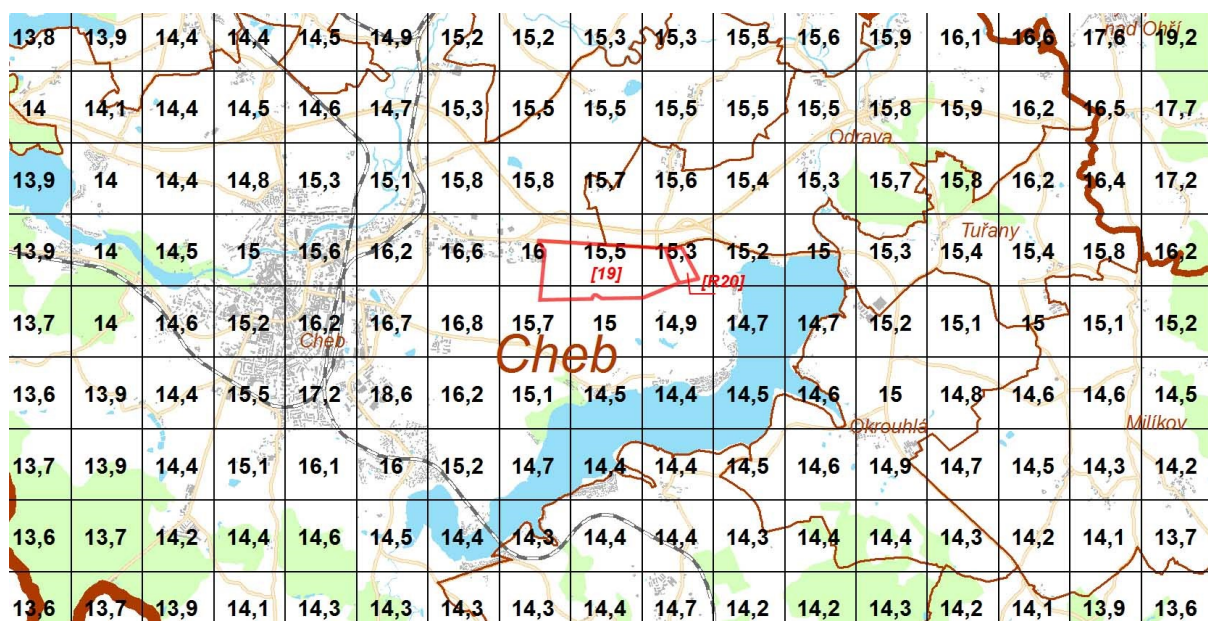 13,8 13,9 14,4 14,4 14,5 14,9 15,2 15,2 15,3 15,3 15,5 15,6 15,9 16,1 16,6 17,6 19,2
nad Ohří
14 14,1 14,4 14,5 14,6 14,7 15,3 15,5 15,5 15,5 15,5 15,5 15,8 15,9 16,2 16,5 17,7
Odrava
13,9 14 14,4 14,8 15,3 15,1 15,8 15,8 15,7 15,6 15,4 15,3 15,7 15,8 16,2 16,4 17,2
Tuřany
13,9 14 14,5 15 15,6 16,2 16,6 16 15,5 15,3 15,2 15 15,3 15,4 15,4 15,8 16,2
[19] [R20]
13,7 14 14,6 15,2 16,2 16,7 16,8 15,7 15 14,9 14,7 14,7 15,2 15,1 15 15,1 15,2
Cheb
Cheb
13,6 13,9 14,4 15,5 17,2 18,6 16,2 15,1 14,5 14,4 14,5 14,6 15 14,8 14,6 14,6 14,5
Okrouhlá Milíkov
13,7 13,9 14,4 15,1 16,1 16 15,2 14,7 14,4 14,4 14,5 14,6 14,9 14,7 14,5 14,3 14,2
13,6 13,7 14,2 14,4 14,6 14,5 14,4 14,3 14,4 14,4 14,3 14,4 14,4 14,3 14,2 14,1 13,7
13,6 13,7 13,9 14,1 14,3 14,3 14,3 14,3 14,4 14,7 14,2 14,2 14,3 14,2 14,1 13,9 13,6